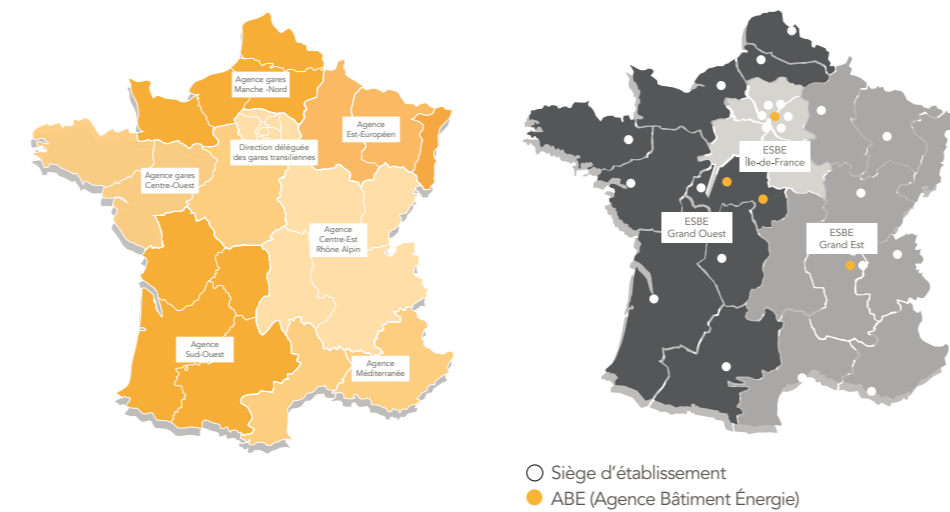 Agence gares
Manche -Nord
Agence
Est-Européen
Direction déléguée
des gares transiliennes
Agence gares
Centre-Ouest
Agence
Centre-Est
Rhône Alpin
Agence
Sud-Ouest
Agence
Méditerranée
ESBE
Île-de-France
ESBE
Grand Ouest
ESBE
Grand Est
Siège d’établissement
ABE (Agence Bâtiment Énergie)